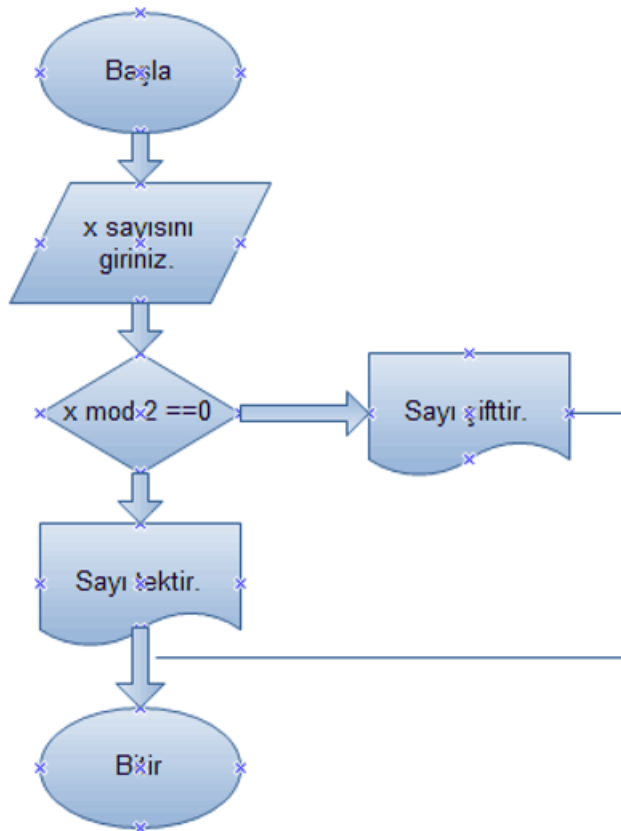 Başla
x sayısını
giriniz.
x mod 2 ==0
Sayı çifttir.
Sayı tektir.
Bitir